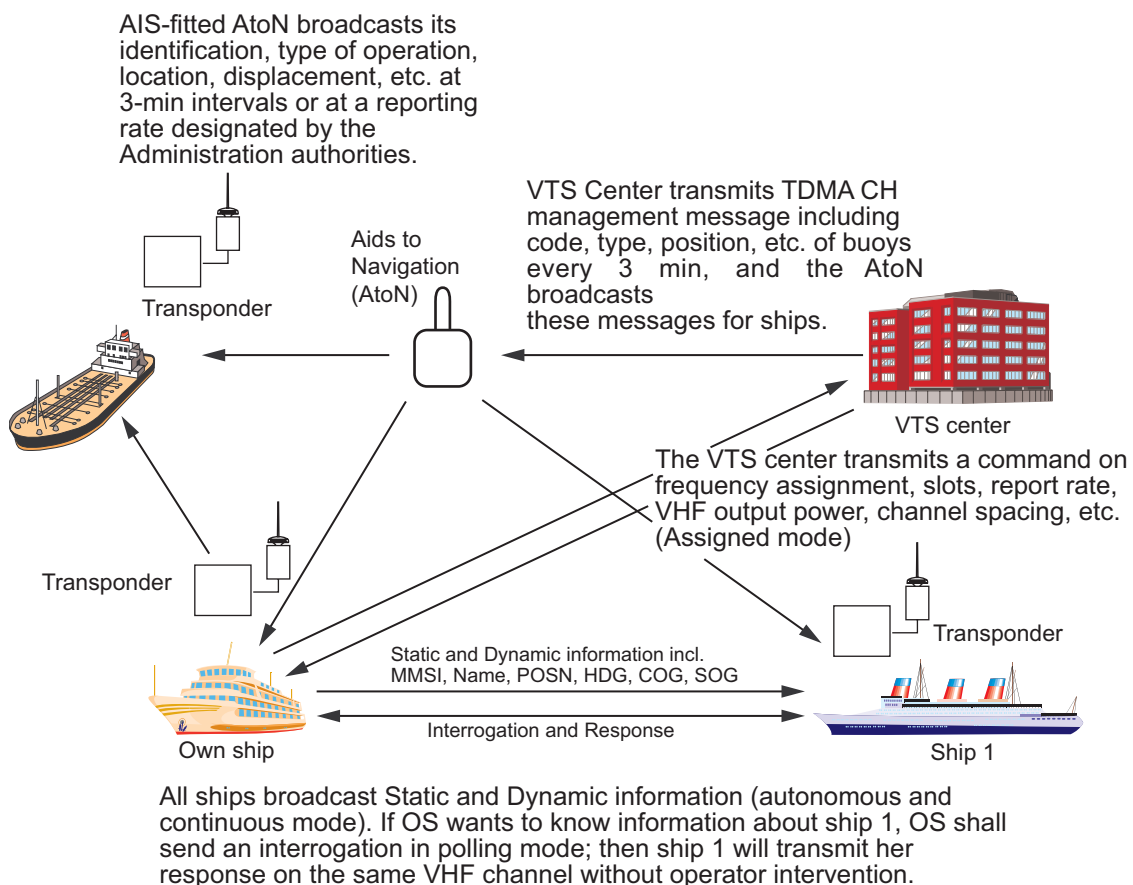 AIS-fitted AtoN broadcasts its
identification, type of operation,
location, displacement, etc. at
3-min intervals or at a reporting
rate designated by the
Administration authorities.
VTS Center transmits TDMA CH
management message including
code, type, position, etc. of buoys
every 3 min, and the AtoN
broadcasts
these messages for ships.
Aids to
Navigation
(AtoN)
Transponder
VTS center
The VTS center transmits a command on
frequency assignment, slots, report rate,
VHF output power, channel spacing, etc.
(Assigned mode)
Transponder
Transponder
Static and Dynamic information incl.
MMSI, Name, POSN, HDG, COG, SOG
Interrogation and Response
Own ship
Ship 1
All ships broadcast Static and Dynamic information (autonomous and
continuous mode). If OS wants to know information about ship 1, OS shall
send an interrogation in polling mode; then ship 1 will transmit her
response on the same VHF channel without operator intervention.